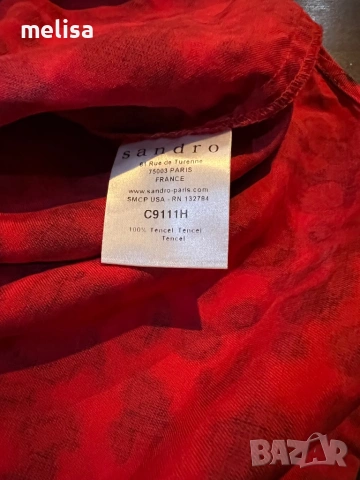 melisa
sandro
61 Rue de Turenne
75003 PARIS
FRANCE
www.sandro-paris.com
SMCP USA - RN 132784
C9111H
100% Tencel Tencel
Tencel
BAZAR